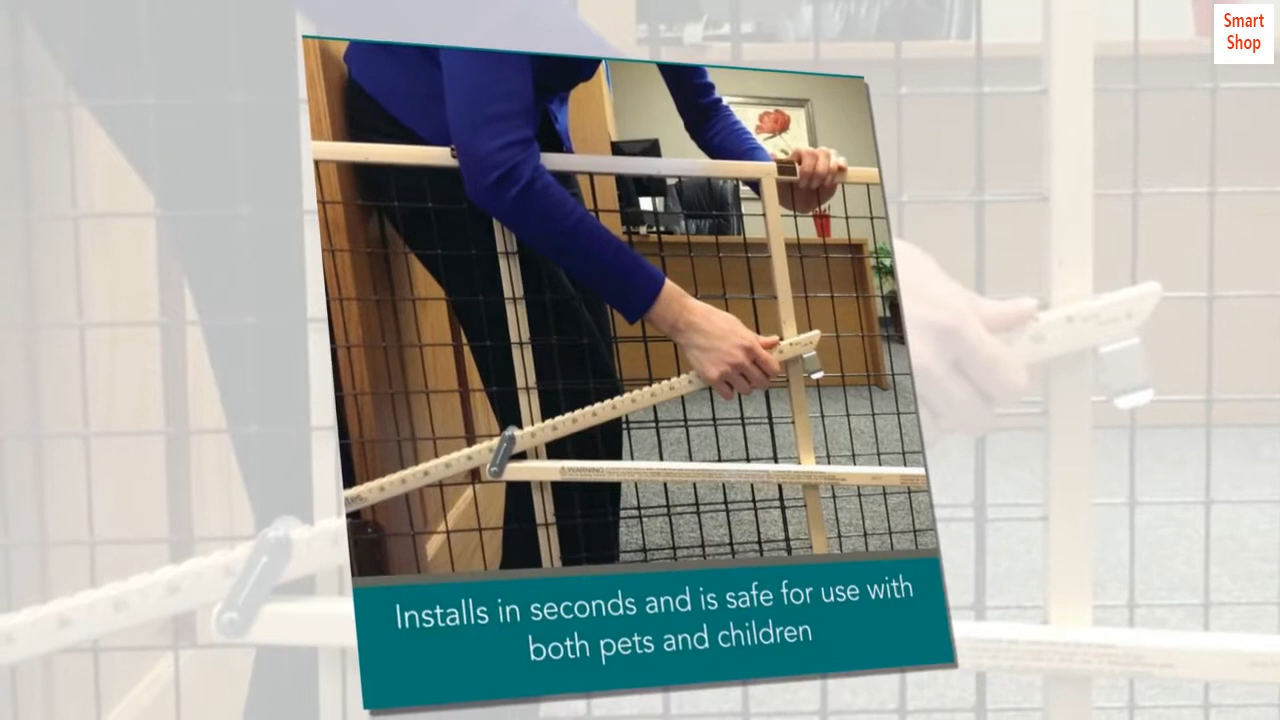 Smart
Shop
WARNING
Installs in seconds and is safe for use with
both pets and children